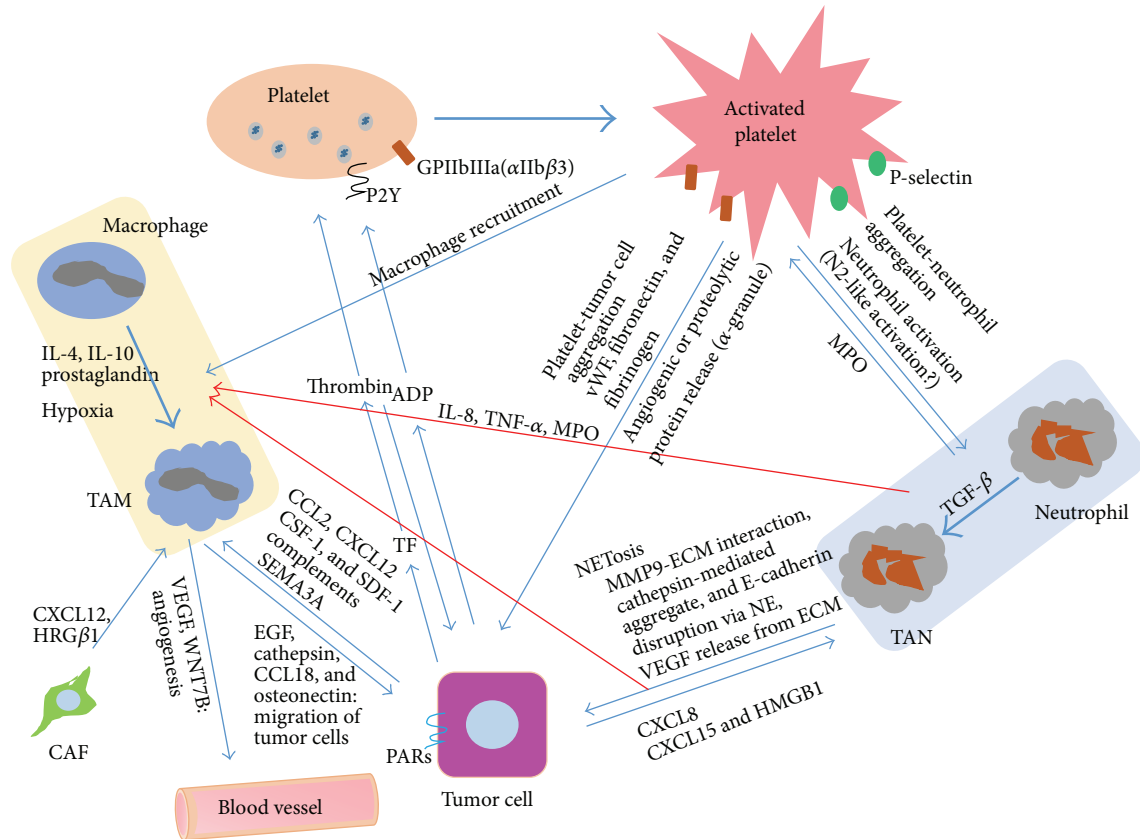 Platelet
Activated
platelet
GPIIbIIIa(αIIbβ3)
P2Y
P-selectin
Macrophage
Macrophage recruitment
Platelet-tumor cell
aggregation
vWF, fibronectin, and
fibrinogen
Angiogenic or proteolytic
protein release (α-granule)
Platelet-neutrophil
aggregation
Neutrophil activation
(N2-like activation?)
MPO
IL-4, IL-10
prostaglandin
Hypoxia
Thrombin
ADP
IL-8, TNF-α, MPO
TAM
TGF-β
Neutrophil
CCL2, CXCL12
CSF-1, and SDF-1
complements
SEMA3A
TF
NETosis
MMP9-ECM interaction,
cathepsin-mediated
aggregate, and E-cadherin
disruption via NE,
VEGF release from ECM
TAN
CXCL12,
HRGβ1
VEGF, WNT7B:
angiogenesis
EGF,
cathepsin,
CCL18, and
osteonectin:
migration of
tumor cells
CXCL8
CXCL15 and HMGB1
CAF
PARs
Tumor cell
Blood vessel